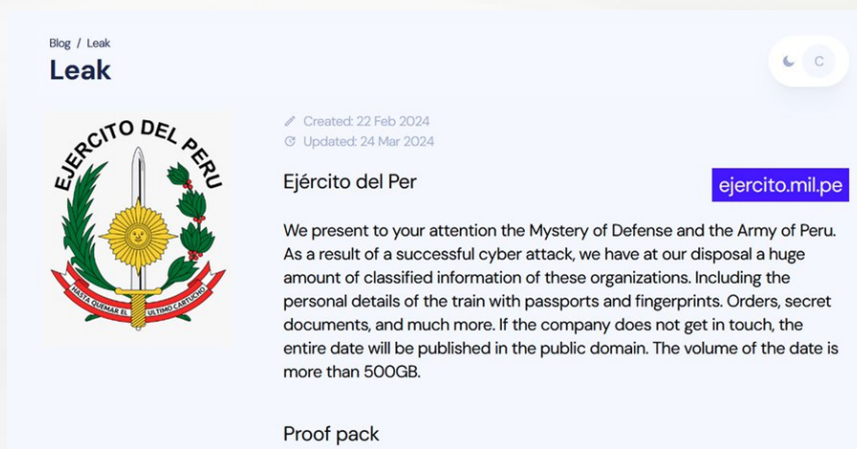 Blog / Leak
Leak
C
EJERCITO DEL PERU
HASTA QUEMAR EL ULTIMO CARTUCHO
Created: 22 Feb 2024
Updated: 24 Mar 2024
Ejército del Per
ejercito.mil.pe
We present to your attention the Mystery of Defense and the Army of Peru.
As a result of a successful cyber attack, we have at our disposal a huge
amount of classified information of these organizations. Including the
personal details of the train with passports and fingerprints. Orders, secret
documents, and much more. If the company does not get in touch, the
entire date will be published in the public domain. The volume of the date is
more than 500GB.
Proof pack